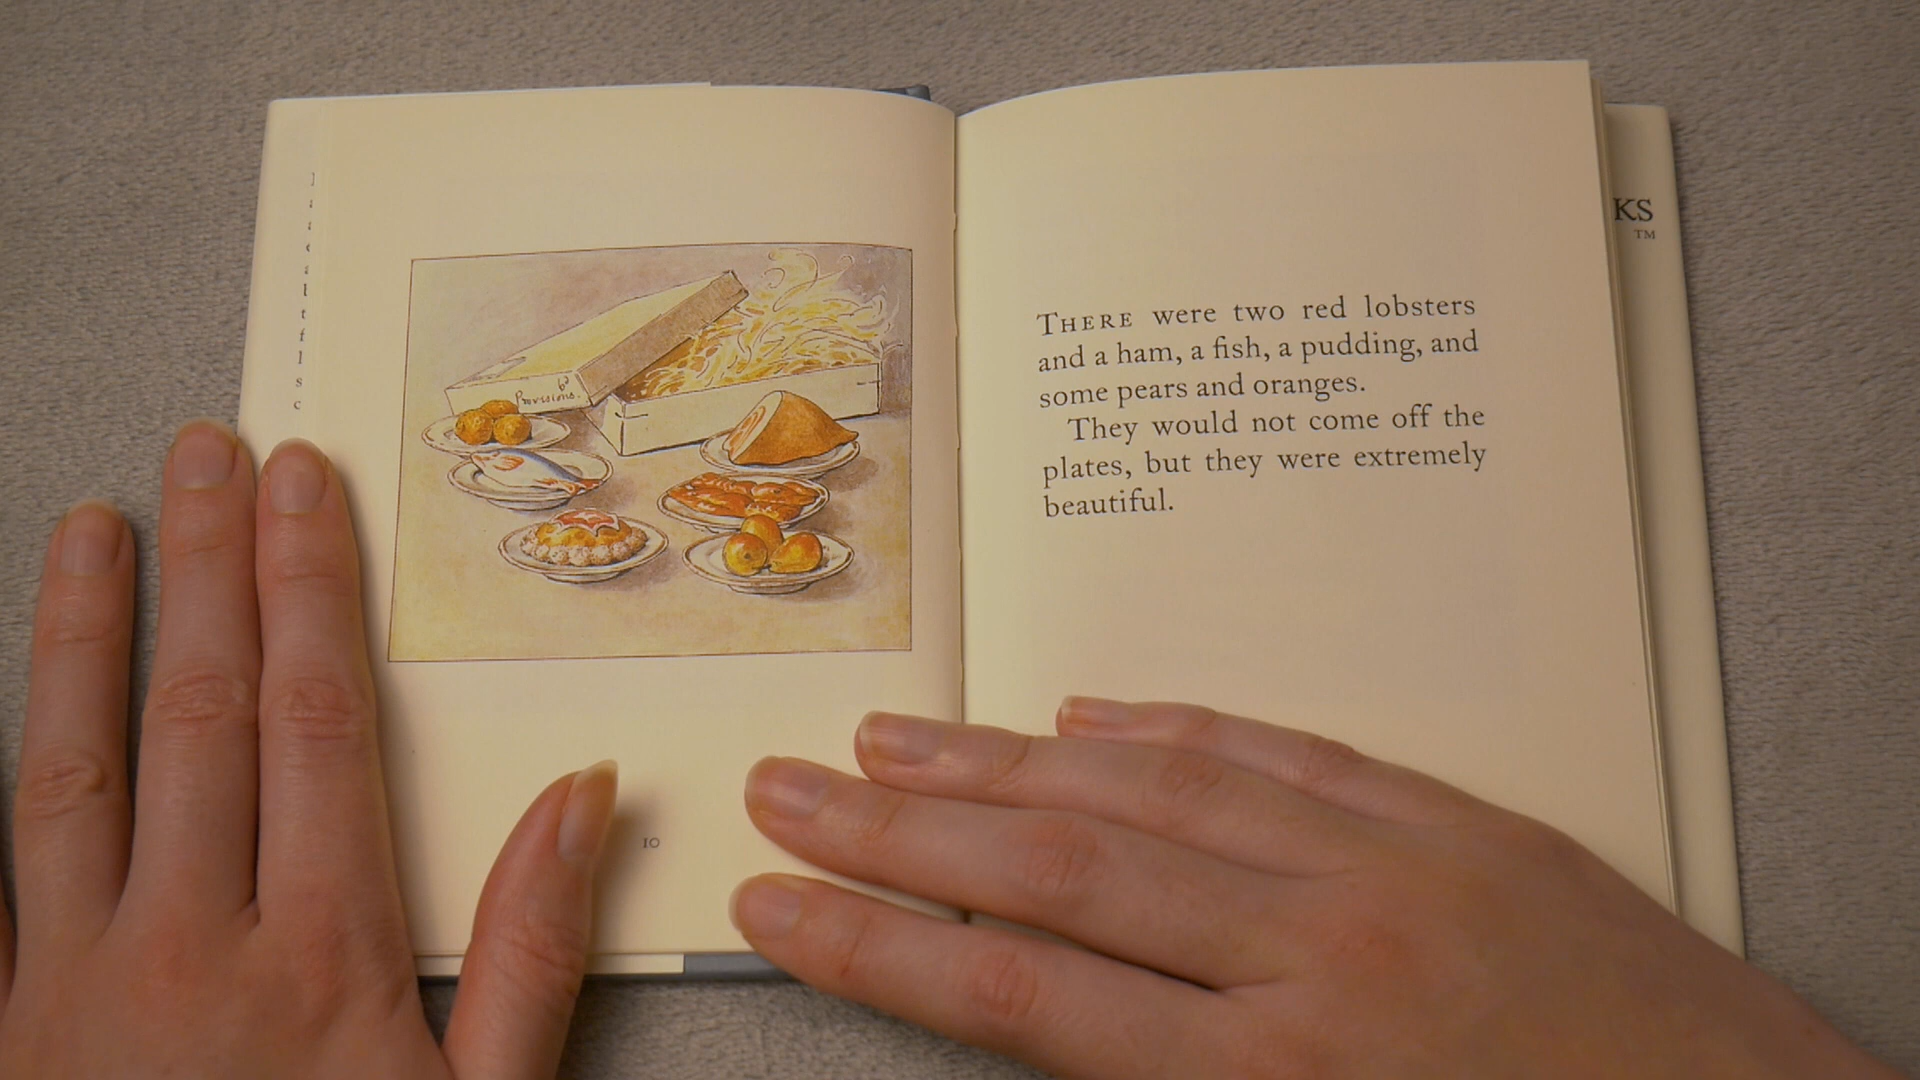 Provisions.
10
THERE were two red lobsters
and a ham, a fish, a pudding, and
some pears and oranges.
They would not come off the
plates, but they were extremely
beautiful.
KS
TM